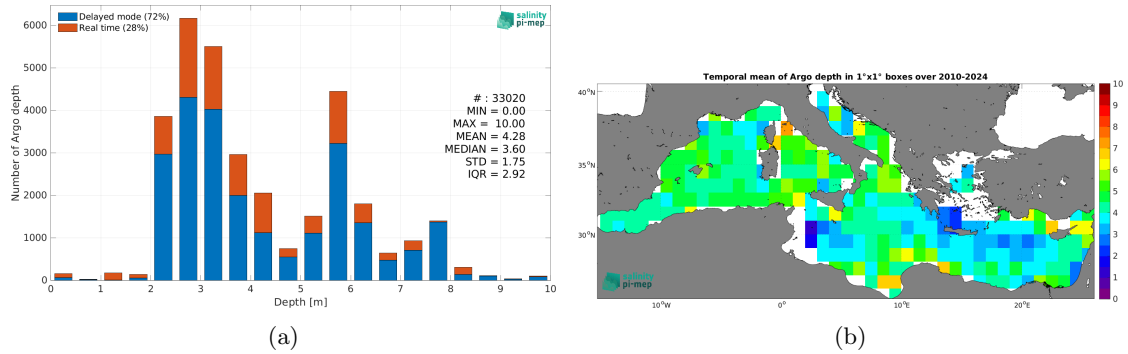 Delayed mode (72%)
Real time (28%)
salinity
pi-mep
# : 33020
MIN = 0.00
MAX = 10.00
MEAN = 4.28
MEDIAN = 3.60
STD = 1.75
IQR = 2.92
Number of Argo depth
6000
5000
4000
3000
2000
1000
0
0 1 2 3 4 5 6 7 8 9 10
Depth [m]
(a)
Temporal mean of Argo depth in 1°x1° boxes over 2010-2024
40°N
35°N
30°N
10°W 0° 10°E 20°E
salinity
pi-mep
10
9
8
7
6
5
4
3
2
1
0
(b)